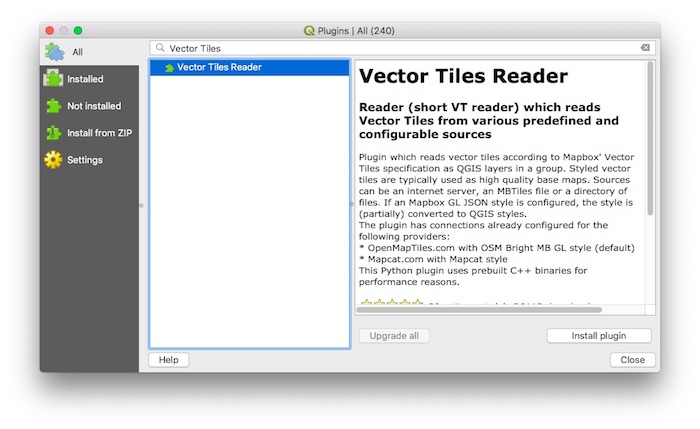 Plugins | All (240)
All
Installed
Not installed
Install from ZIP
Settings
Vector Tiles
Vector Tiles Reader
Vector Tiles Reader
Reader (short VT reader) which reads
Vector Tiles from various predefined and
configurable sources
Plugin which reads vector tiles according to Mapbox' Vector
Tiles specification as QGIS layers in a group. Styled vector
tiles are typically used as high quality base maps. Sources
can be an internet server, an MBTiles file or a directory of
files. If an Mapbox GL JSON style is configured, the style is
(partially) converted to QGIS styles.
The plugin has connections already configured for the
following providers:
* OpenMapTiles.com with OSM Bright MB GL style (default)
* Mapcat.com with Mapcat style
This Python plugin uses prebuilt C++ binaries for
performance reasons.
Upgrade all
Install plugin
Help
Close